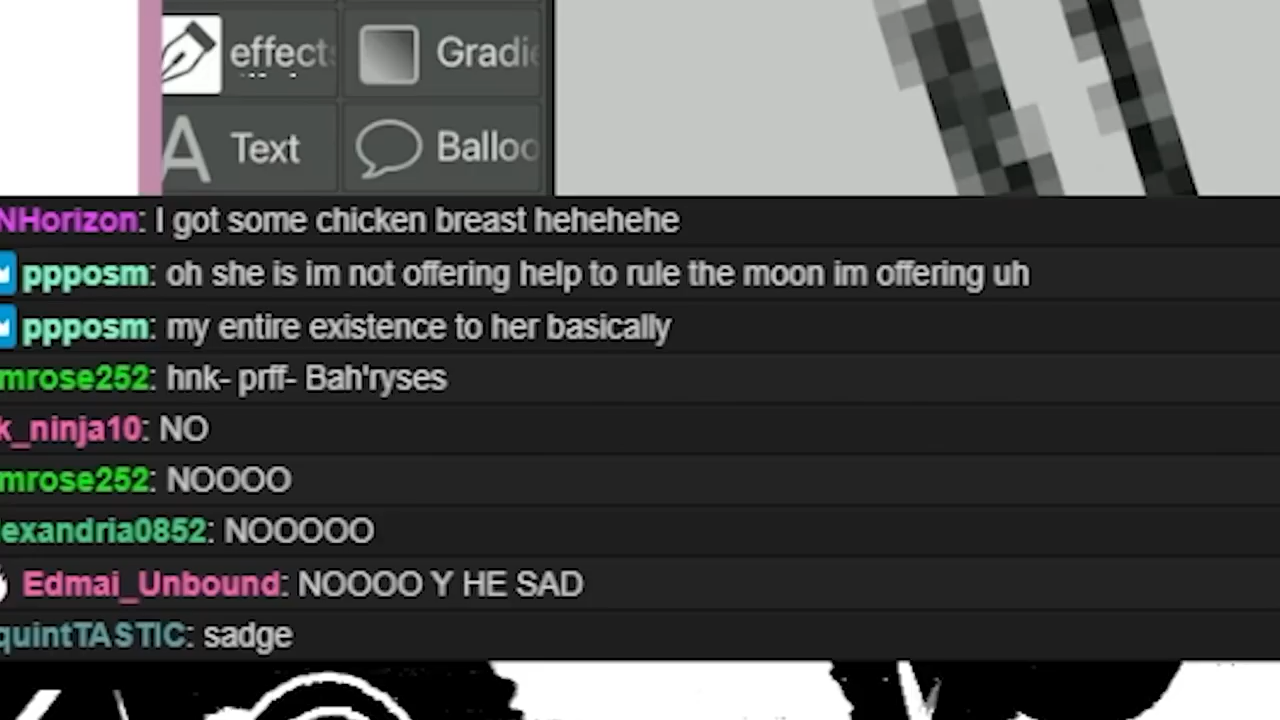 effects Gradie
A Text Balloo
NHorizon: I got some chicken breast hehehehe
ppposm: oh she is im not offering help to rule the moon im offering uh
ppposm: my entire existence to her basically
mrose252: hnk- prff- Bah'ryses
k_ninja10: NO
mrose252: NOOOO
lexandria0852: NOOOOO
Edmai_Unbound: NOOOO Y HE SAD
quintTASTIC: sadge